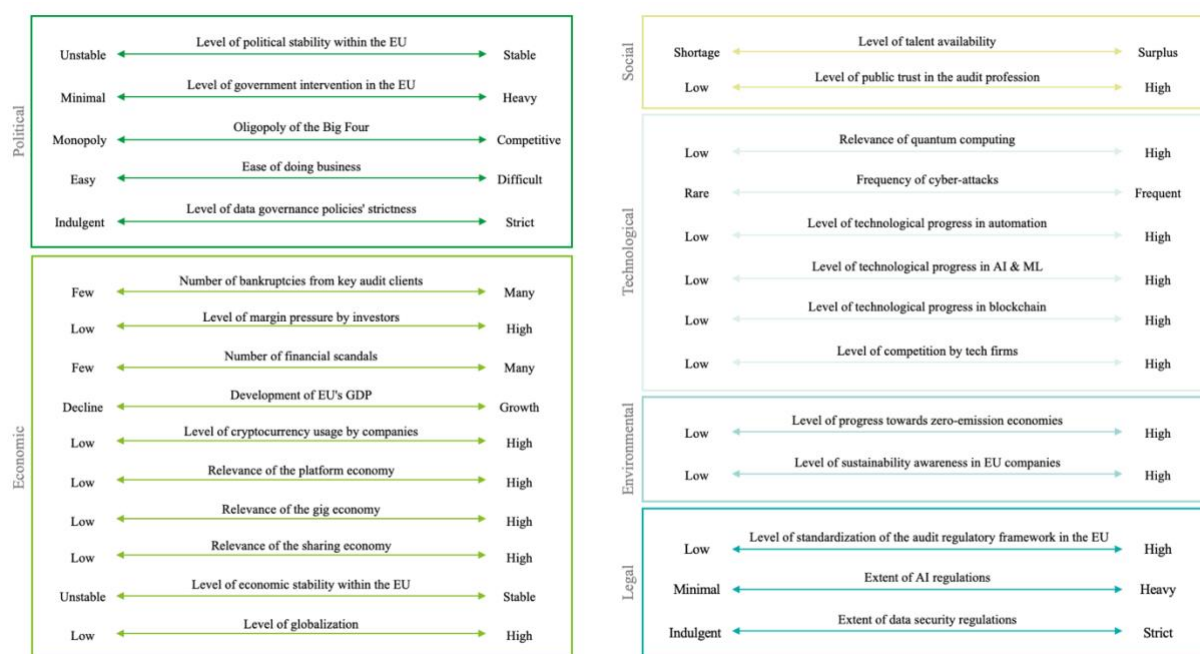 Political
Level of political stability within the EU
Unstable Stable
Level of government intervention in the EU
Minimal Heavy
Oligopoly of the Big Four
Monopoly Competitive
Ease of doing business
Easy Difficult
Level of data governance policies' strictness
Indulgent Strict
Economic
Number of bankruptcies from key audit clients
Few Many
Level of margin pressure by investors
Low High
Number of financial scandals
Few Many
Development of EU's GDP
Decline Growth
Level of cryptocurrency usage by companies
Low High
Relevance of the platform economy
Low High
Relevance of the gig economy
Low High
Relevance of the sharing economy
Low High
Level of economic stability within the EU
Unstable Stable
Level of globalization
Low High
Social
Level of talent availability
Shortage Surplus
Level of public trust in the audit profession
Low High
Technological
Relevance of quantum computing
Low High
Frequency of cyber-attacks
Rare Frequent
Level of technological progress in automation
Low High
Level of technological progress in AI & ML
Low High
Level of technological progress in blockchain
Low High
Level of competition by tech firms
Low High
Environmental
Level of progress towards zero-emission economies
Low High
Level of sustainability awareness in EU companies
Low High
Legal
Level of standardization of the audit regulatory framework in the EU
Low High
Extent of AI regulations
Minimal Heavy
Extent of data security regulations
Indulgent Strict